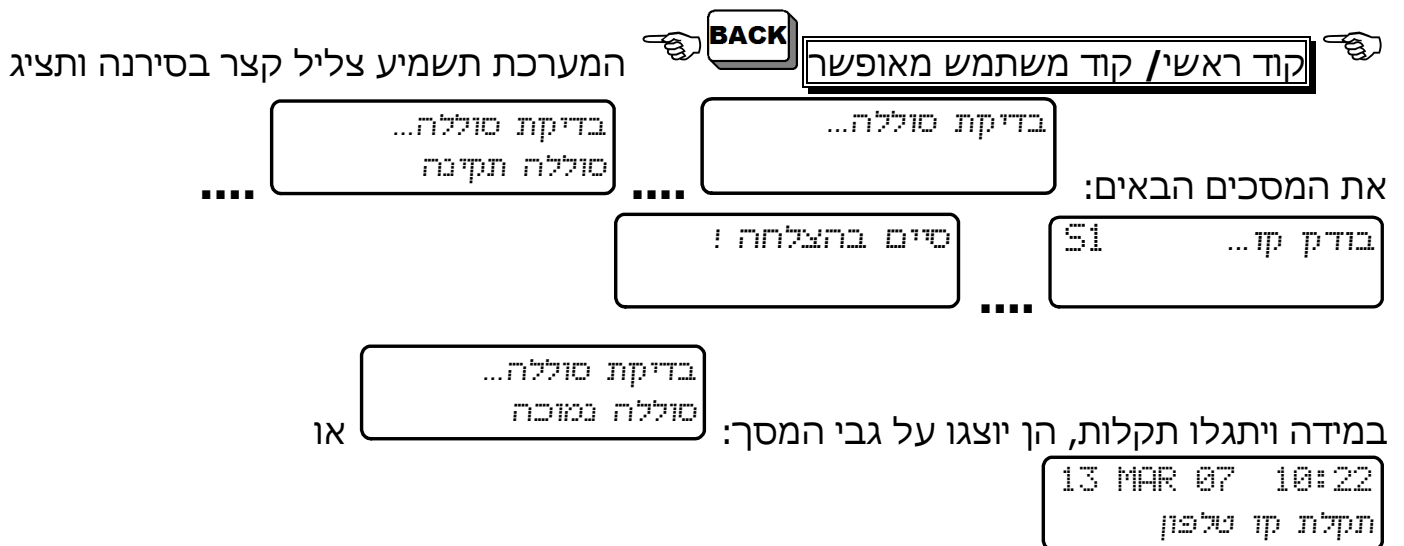 קוד ראשי/ קוד משתמש מאופשר BACK המערכת תשמיע צליל קצר בסירנה ותציג
את המסכים הבאים: בדיקת סוללה... .... בדיקת סוללה... ....
סוללה תקינה
בודק קו... S1 .... סיים בהצלחה !
במידה ויתגלו תקלות, הן יוצגו על גבי המסך: בדיקת סוללה... או
סוללה נמוכה
13 MAR 07 10:22
תקלת קו טלפון